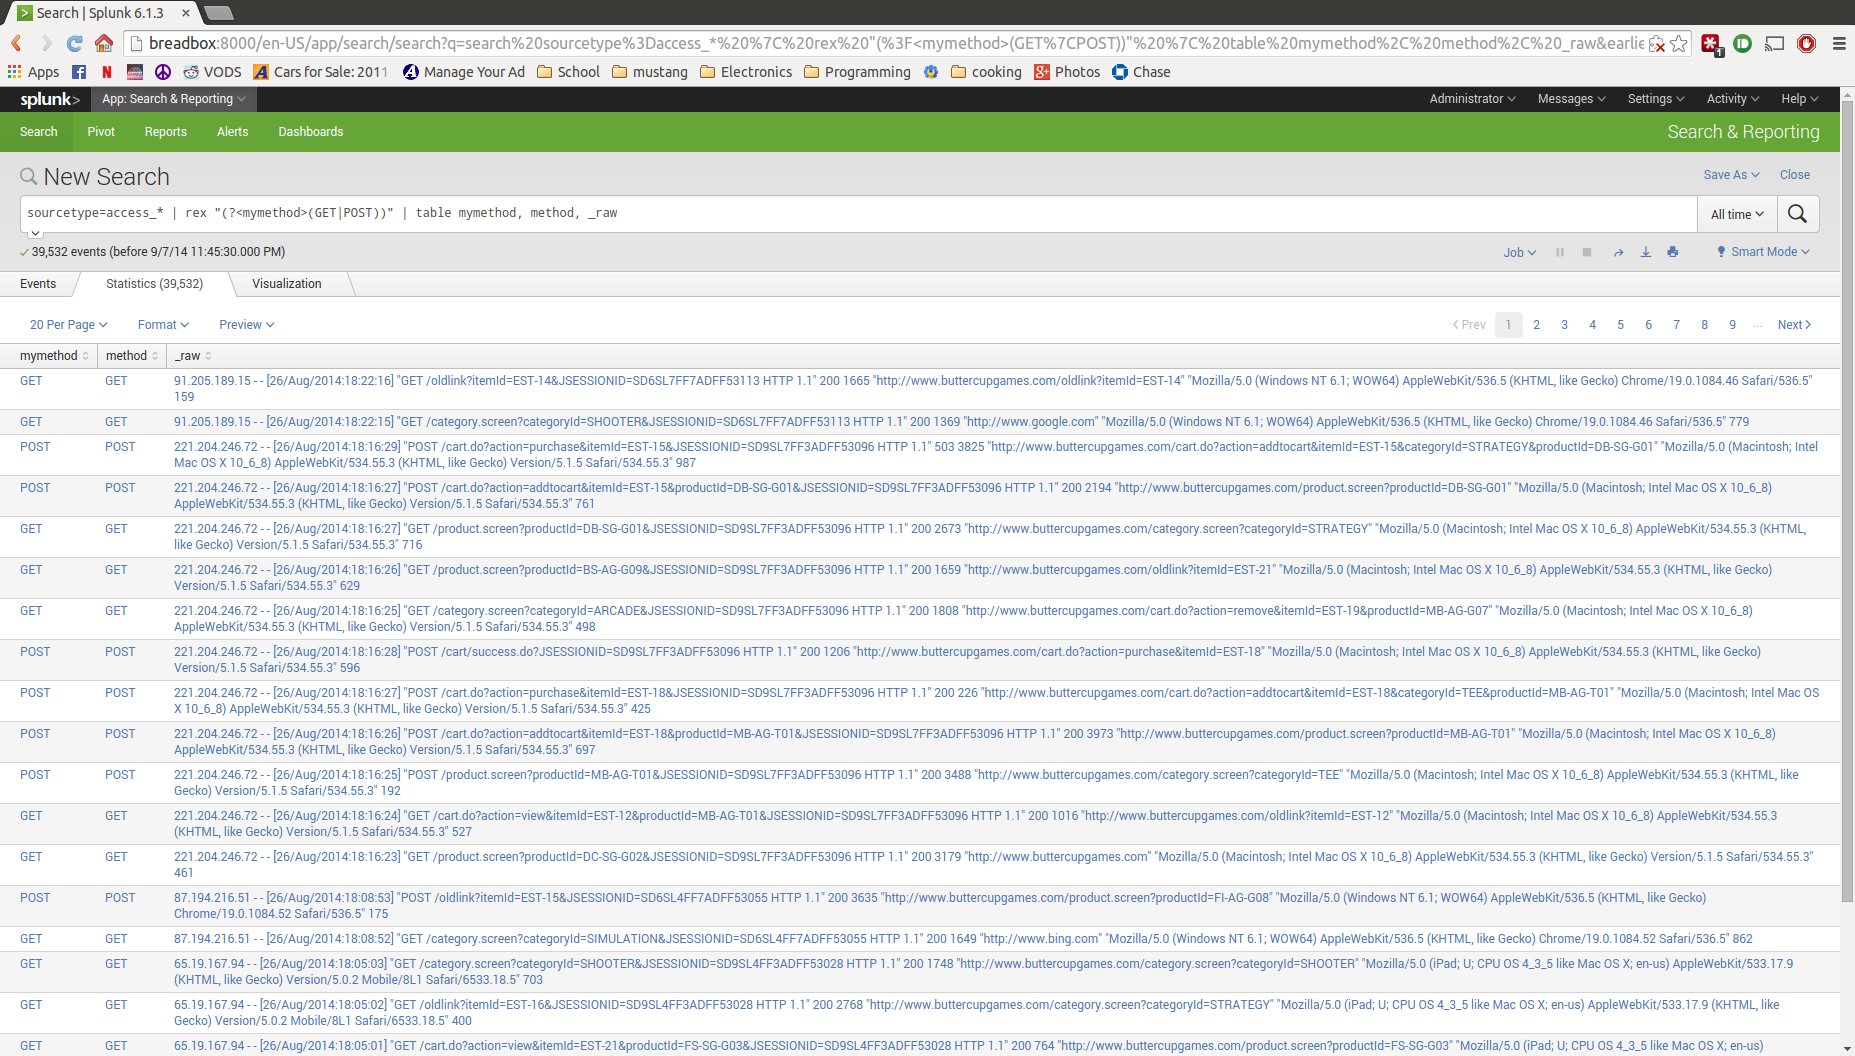 Search | Splunk 6.1.3
breadbox:8000/en-US/app/search/search?q=search%20sourcetype%3Daccess_*%20%7C%20rex%20"(%3F<mymethod>(GET%7CPOST))"%20%7C%20table%20mymethod%2C%20method%2C%20_raw&earlie
Apps VODS Cars for Sale: 2011 Manage Your Ad School mustang Electronics Programming cooking Photos Chase
splunk> App: Search & Reporting Administrator Messages Settings Activity Help
Search Pivot Reports Alerts Dashboards Search & Reporting
New Search Save As Close
sourcetype=access_* | rex "(?<mymethod>(GET|POST))" | table mymethod, method, _raw All time
39,532 events (before 9/7/14 11:45:30.000 PM) Job Smart Mode
Events Statistics (39,532) Visualization
20 Per Page Format Preview < Prev 1 2 3 4 5 6 7 8 9 ... Next >
mymethod method _raw
GET GET 91.205.189.15 - - [26/Aug/2014:18:22:16] "GET /oldlink?itemId=EST-14&JSESSIONID=SD6SL7FF7ADFF53113 HTTP 1.1" 200 1665 "http://www.buttercupgames.com/oldlink?itemId=EST-14" "Mozilla/5.0 (Windows NT 6.1; WOW64) AppleWebKit/536.5 (KHTML, like Gecko) Chrome/19.0.1084.46 Safari/536.5"
159
GET GET 91.205.189.15 - - [26/Aug/2014:18:22:15] "GET /category.screen?categoryId=SHOOTER&JSESSIONID=SD6SL7FF7ADFF53113 HTTP 1.1" 200 1369 "http://www.google.com" "Mozilla/5.0 (Windows NT 6.1; WOW64) AppleWebKit/536.5 (KHTML, like Gecko) Chrome/19.0.1084.46 Safari/536.5" 779
POST POST 221.204.246.72 - - [26/Aug/2014:18:16:29] "POST /cart.do?action=purchase&itemId=EST-15&JSESSIONID=SD9SL7FF3ADFF53096 HTTP 1.1" 503 3825 "http://www.buttercupgames.com/cart.do?action=addtocart&itemId=EST-15&categoryId=STRATEGY&productId=DB-SG-G01" "Mozilla/5.0 (Macintosh; Intel
Mac OS X 10_6_8) AppleWebKit/534.55.3 (KHTML, like Gecko) Version/5.1.5 Safari/534.55.3" 987
POST POST 221.204.246.72 - - [26/Aug/2014:18:16:27] "POST /cart.do?action=addtocart&itemId=EST-15&productId=DB-SG-G01&JSESSIONID=SD9SL7FF3ADFF53096 HTTP 1.1" 200 2194 "http://www.buttercupgames.com/product.screen?productId=DB-SG-G01" "Mozilla/5.0 (Macintosh; Intel Mac OS X 10_6_8)
AppleWebKit/534.55.3 (KHTML, like Gecko) Version/5.1.5 Safari/534.55.3" 761
GET GET 221.204.246.72 - - [26/Aug/2014:18:16:27] "GET /product.screen?productId=DB-SG-G01&JSESSIONID=SD9SL7FF3ADFF53096 HTTP 1.1" 200 2673 "http://www.buttercupgames.com/category.screen?categoryId=STRATEGY" "Mozilla/5.0 (Macintosh; Intel Mac OS X 10_6_8) AppleWebKit/534.55.3 (KHTML,
like Gecko) Version/5.1.5 Safari/534.55.3" 716
GET GET 221.204.246.72 - - [26/Aug/2014:18:16:26] "GET /product.screen?productId=BS-AG-G09&JSESSIONID=SD9SL7FF3ADFF53096 HTTP 1.1" 200 1659 "http://www.buttercupgames.com/oldlink?itemId=EST-21" "Mozilla/5.0 (Macintosh; Intel Mac OS X 10_6_8) AppleWebKit/534.55.3 (KHTML, like Gecko)
Version/5.1.5 Safari/534.55.3" 629
GET GET 221.204.246.72 - - [26/Aug/2014:18:16:25] "GET /category.screen?categoryId=ARCADE&JSESSIONID=SD9SL7FF3ADFF53096 HTTP 1.1" 200 1808 "http://www.buttercupgames.com/cart.do?action=remove&itemId=EST-19&productId=MB-AG-G07" "Mozilla/5.0 (Macintosh; Intel Mac OS X 10_6_8)
AppleWebKit/534.55.3 (KHTML, like Gecko) Version/5.1.5 Safari/534.55.3" 498
POST POST 221.204.246.72 - - [26/Aug/2014:18:16:28] "POST /cart/success.do?JSESSIONID=SD9SL7FF3ADFF53096 HTTP 1.1" 200 1206 "http://www.buttercupgames.com/cart.do?action=purchase&itemId=EST-18" "Mozilla/5.0 (Macintosh; Intel Mac OS X 10_6_8) AppleWebKit/534.55.3 (KHTML, like Gecko)
Version/5.1.5 Safari/534.55.3" 596
POST POST 221.204.246.72 - - [26/Aug/2014:18:16:27] "POST /cart.do?action=purchase&itemId=EST-18&JSESSIONID=SD9SL7FF3ADFF53096 HTTP 1.1" 200 226 "http://www.buttercupgames.com/cart.do?action=addtocart&itemId=EST-18&categoryId=TEE&productId=MB-AG-T01" "Mozilla/5.0 (Macintosh; Intel Mac OS
X 10_6_8) AppleWebKit/534.55.3 (KHTML, like Gecko) Version/5.1.5 Safari/534.55.3" 425
POST POST 221.204.246.72 - - [26/Aug/2014:18:16:26] "POST /cart.do?action=addtocart&itemId=EST-18&productId=MB-AG-T01&JSESSIONID=SD9SL7FF3ADFF53096 HTTP 1.1" 200 3973 "http://www.buttercupgames.com/product.screen?productId=MB-AG-T01" "Mozilla/5.0 (Macintosh; Intel Mac OS X 10_6_8)
AppleWebKit/534.55.3 (KHTML, like Gecko) Version/5.1.5 Safari/534.55.3" 697
POST POST 221.204.246.72 - - [26/Aug/2014:18:16:25] "POST /product.screen?productId=MB-AG-T01&JSESSIONID=SD9SL7FF3ADFF53096 HTTP 1.1" 200 3488 "http://www.buttercupgames.com/category.screen?categoryId=TEE" "Mozilla/5.0 (Macintosh; Intel Mac OS X 10_6_8) AppleWebKit/534.55.3 (KHTML, like
Gecko) Version/5.1.5 Safari/534.55.3" 192
GET GET 221.204.246.72 - - [26/Aug/2014:18:16:24] "GET /cart.do?action=view&itemId=EST-12&productId=MB-AG-T01&JSESSIONID=SD9SL7FF3ADFF53096 HTTP 1.1" 200 1016 "http://www.buttercupgames.com/oldlink?itemId=EST-12" "Mozilla/5.0 (Macintosh; Intel Mac OS X 10_6_8) AppleWebKit/534.55.3
(KHTML, like Gecko) Version/5.1.5 Safari/534.55.3" 527
GET GET 221.204.246.72 - - [26/Aug/2014:18:16:23] "GET /product.screen?productId=DC-SG-G02&JSESSIONID=SD9SL7FF3ADFF53096 HTTP 1.1" 200 3179 "http://www.buttercupgames.com" "Mozilla/5.0 (Macintosh; Intel Mac OS X 10_6_8) AppleWebKit/534.55.3 (KHTML, like Gecko) Version/5.1.5 Safari/534.55.3"
461
POST POST 87.194.216.51 - - [26/Aug/2014:18:08:53] "POST /oldlink?itemId=EST-15&JSESSIONID=SD6SL4FF7ADFF53055 HTTP 1.1" 200 3635 "http://www.buttercupgames.com/product.screen?productId=FI-AG-G08" "Mozilla/5.0 (Windows NT 6.1; WOW64) AppleWebKit/536.5 (KHTML, like Gecko)
Chrome/19.0.1084.52 Safari/536.5" 175
GET GET 87.194.216.51 - - [26/Aug/2014:18:08:52] "GET /category.screen?categoryId=SIMULATION&JSESSIONID=SD6SL4FF7ADFF53055 HTTP 1.1" 200 1649 "http://www.bing.com" "Mozilla/5.0 (Windows NT 6.1; WOW64) AppleWebKit/536.5 (KHTML, like Gecko) Chrome/19.0.1084.52 Safari/536.5" 862
GET GET 65.19.167.94 - - [26/Aug/2014:18:05:03] "GET /category.screen?categoryId=SHOOTER&JSESSIONID=SD9SL4FF3ADFF53028 HTTP 1.1" 200 1748 "http://www.buttercupgames.com/category.screen?categoryId=SHOOTER" "Mozilla/5.0 (iPad; U; CPU OS 4_3_5 like Mac OS X; en-us) AppleWebKit/533.17.9
(KHTML, like Gecko) Version/5.0.2 Mobile/8L1 Safari/6533.18.5" 703
GET GET 65.19.167.94 - - [26/Aug/2014:18:05:02] "GET /oldlink?itemId=EST-16&JSESSIONID=SD9SL4FF3ADFF53028 HTTP 1.1" 200 2768 "http://www.buttercupgames.com/category.screen?categoryId=STRATEGY" "Mozilla/5.0 (iPad; U; CPU OS 4_3_5 like Mac OS X; en-us) AppleWebKit/533.17.9 (KHTML, like
Gecko) Version/5.0.2 Mobile/8L1 Safari/6533.18.5" 400
GET GET 65.19.167.94 - - [26/Aug/2014:18:05:01] "GET /cart.do?action=view&itemId=EST-21&productId=FS-SG-G03&JSESSIONID=SD9SL4FF3ADFF53028 HTTP 1.1" 200 764 "http://www.buttercupgames.com/product.screen?productId=FS-SG-G03" "Mozilla/5.0 (iPad; U; CPU OS 4_3_5 like Mac OS X; en-us)